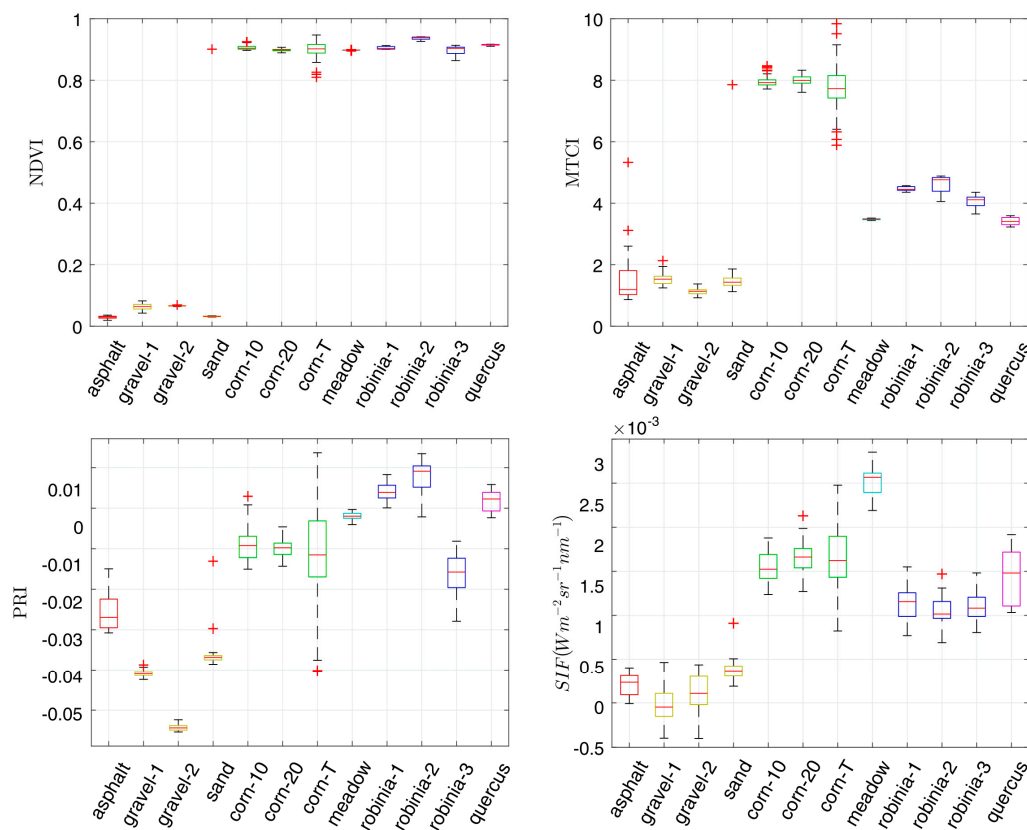 NDVI
1
0.8
0.6
0.4
0.2
0
asphalt
gravel-1
gravel-2
sand
corn-10
corn-20
corn-T
meadow
robinia-1
robinia-2
robinia-3
quercus
MTCI
10
8
6
4
2
0
asphalt
gravel-1
gravel-2
sand
corn-10
corn-20
corn-T
meadow
robinia-1
robinia-2
robinia-3
quercus
PRI
0.01
0
-0.01
-0.02
-0.03
-0.04
-0.05
asphalt
gravel-1
gravel-2
sand
corn-10
corn-20
corn-T
meadow
robinia-1
robinia-2
robinia-3
quercus
×10⁻³
SIF(Wm⁻²sr⁻¹nm⁻¹)
3
2
2
1.5
1
0.5
0
-0.5
asphalt
gravel-1
gravel-2
sand
corn-10
corn-20
corn-T
meadow
robinia-1
robinia-2
robinia-3
quercus